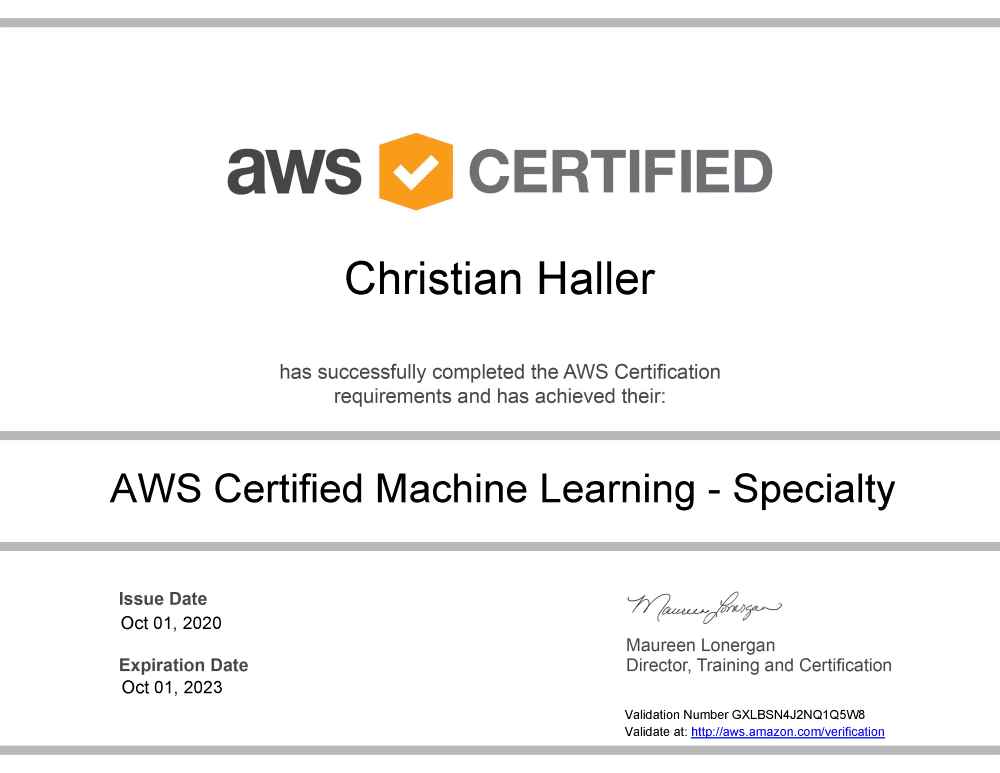 aws CERTIFIED
Christian Haller
has successfully completed the AWS Certification
requirements and has achieved their:
AWS Certified Machine Learning - Specialty
Issue Date
Oct 01, 2020
Expiration Date
Oct 01, 2023
Maureen Lonergan
Maureen Lonergan
Director, Training and Certification
Validation Number GXLBSN4J2NQ1Q5W8
Validate at: http://aws.amazon.com/verification